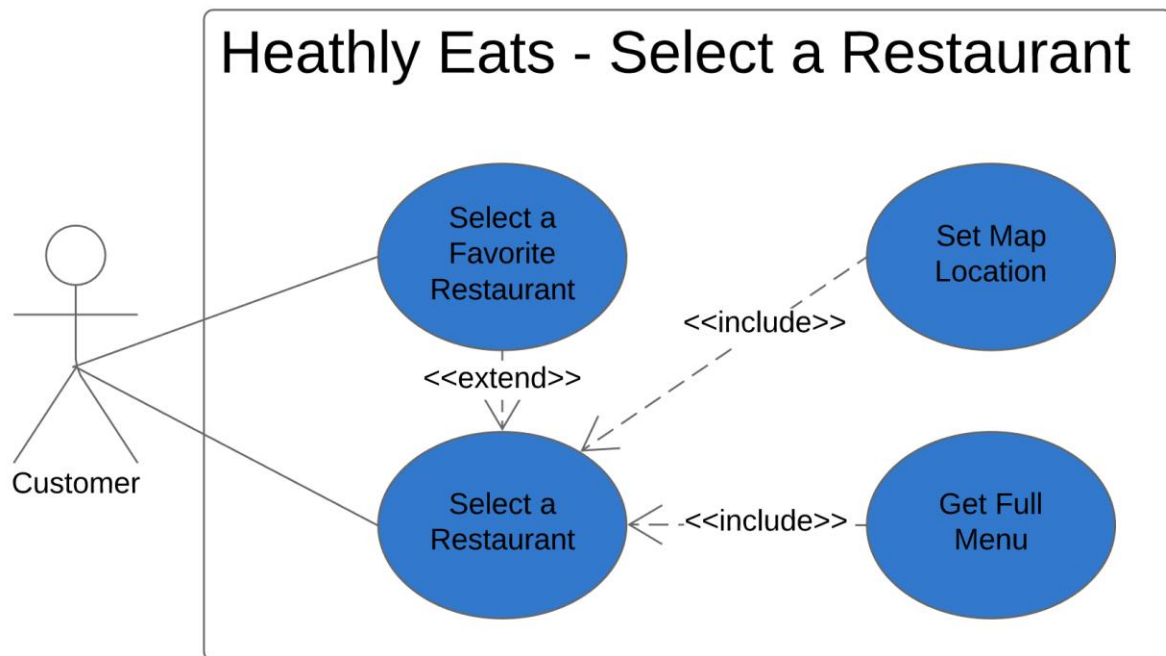 Heathly Eats - Select a Restaurant
Select a
Favorite
Restaurant
Set Map
Location
<<include>>
<<extend>>
Customer
Select a
Restaurant
<<include>>
Get Full
Menu